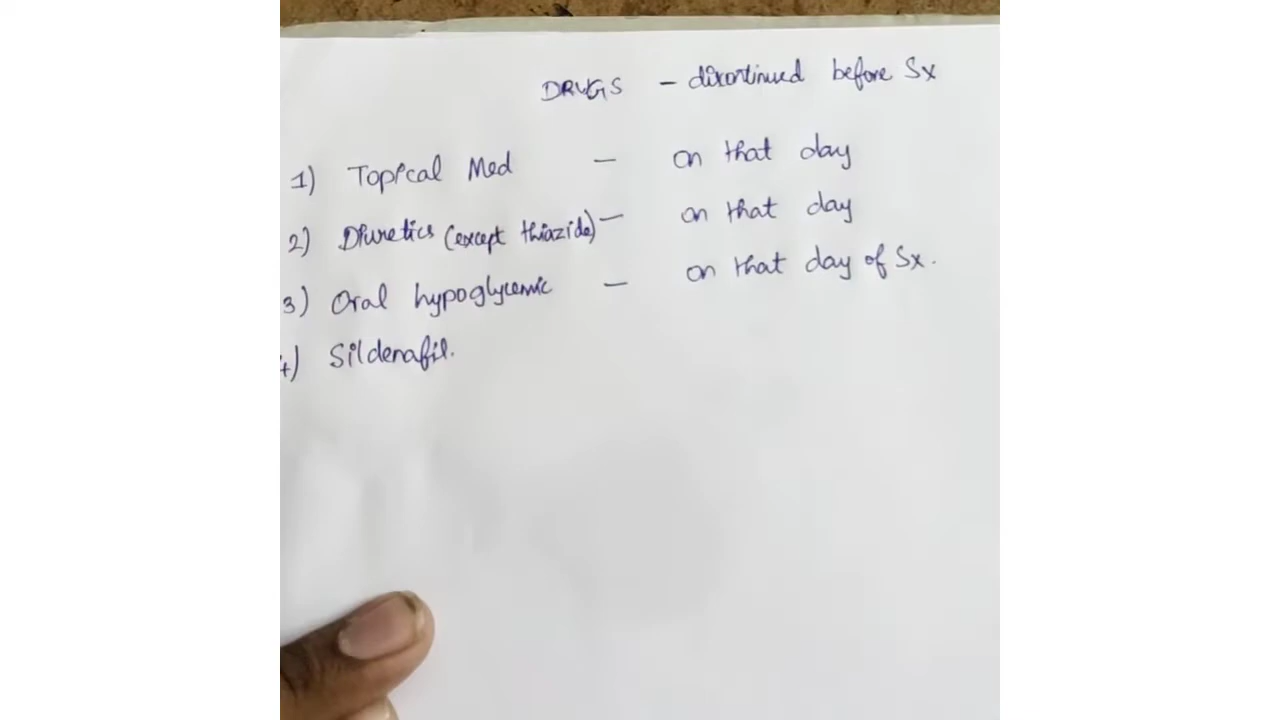 DRUGS - discontinued before Sx
1) Topical Med - on that day
2) Diuretics (except thiazide) - on that day
3) Oral hypoglycemic - on that day of Sx.
4) Sildenafil.